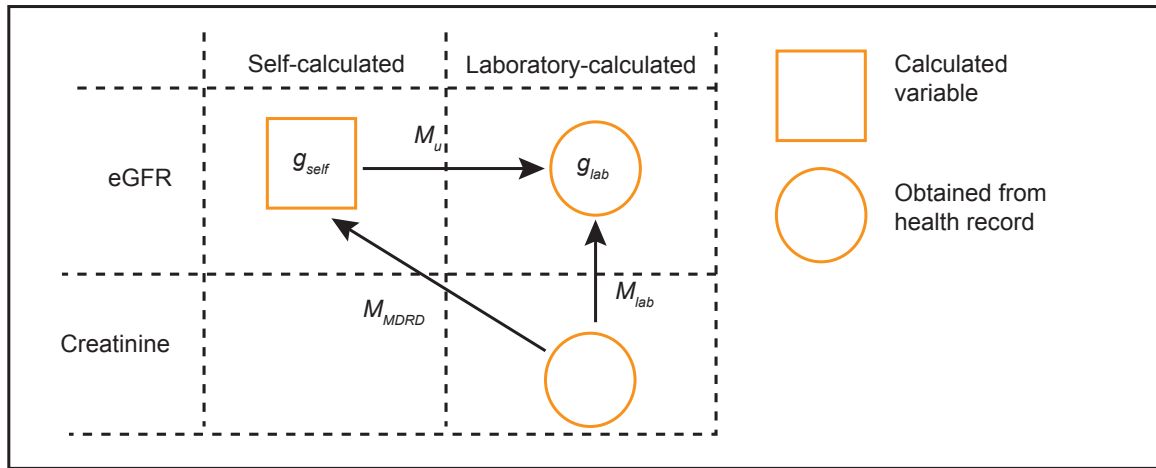 Self-calculated
Laboratory-calculated
Calculated
variable
eGFR
g_self
M_u
g_lab
Obtained from
health record
M_MDRD
M_lab
Creatinine